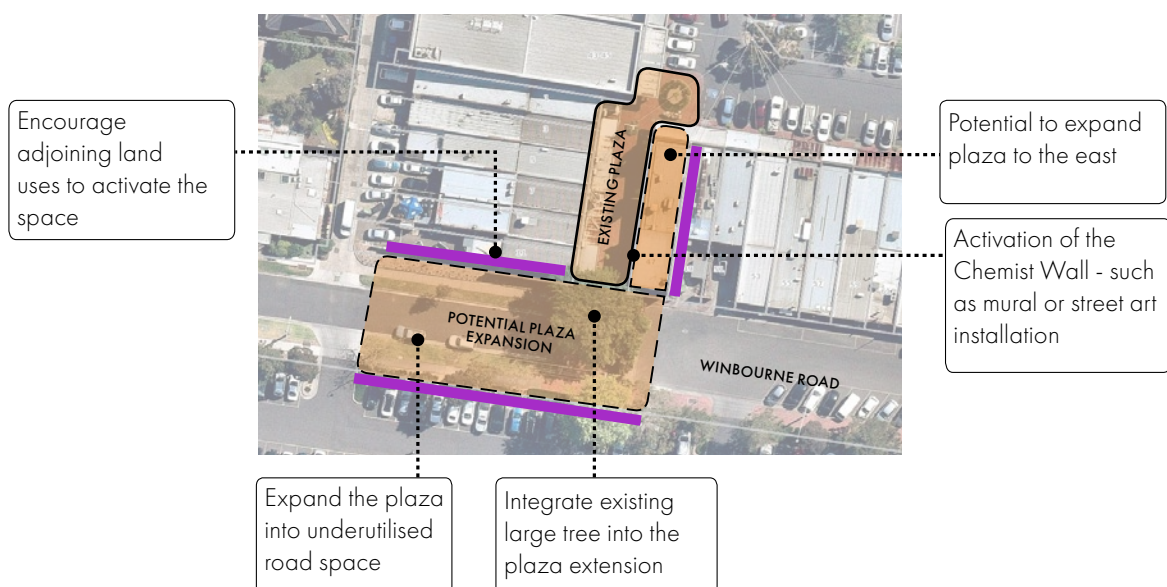 Encourage
adjoining land
uses to activate the
space
Potential to expand
plaza to the east
Activation of the
Chemist Wall - such
as mural or street art
installation
EXISTING PLAZA
POTENTIAL PLAZA
EXPANSION
WINBOURNE ROAD
Expand the plaza
into underutilised
road space
Integrate existing
large tree into the
plaza extension